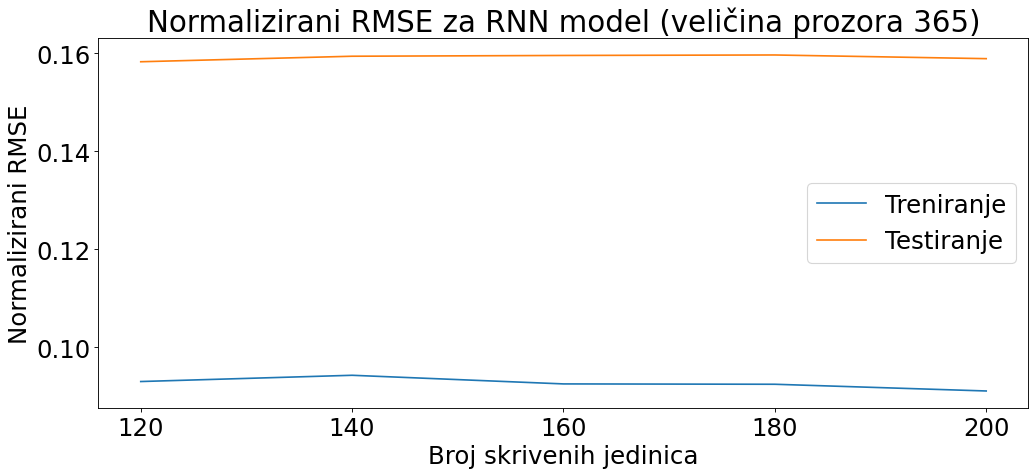 Normalizirani RMSE za RNN model (veličina prozora 365)
Normalizirani RMSE
0.16
0.14
0.12
0.10
Treniranje
Testiranje
120 140 160 180 200
Broj skrivenih jedinica